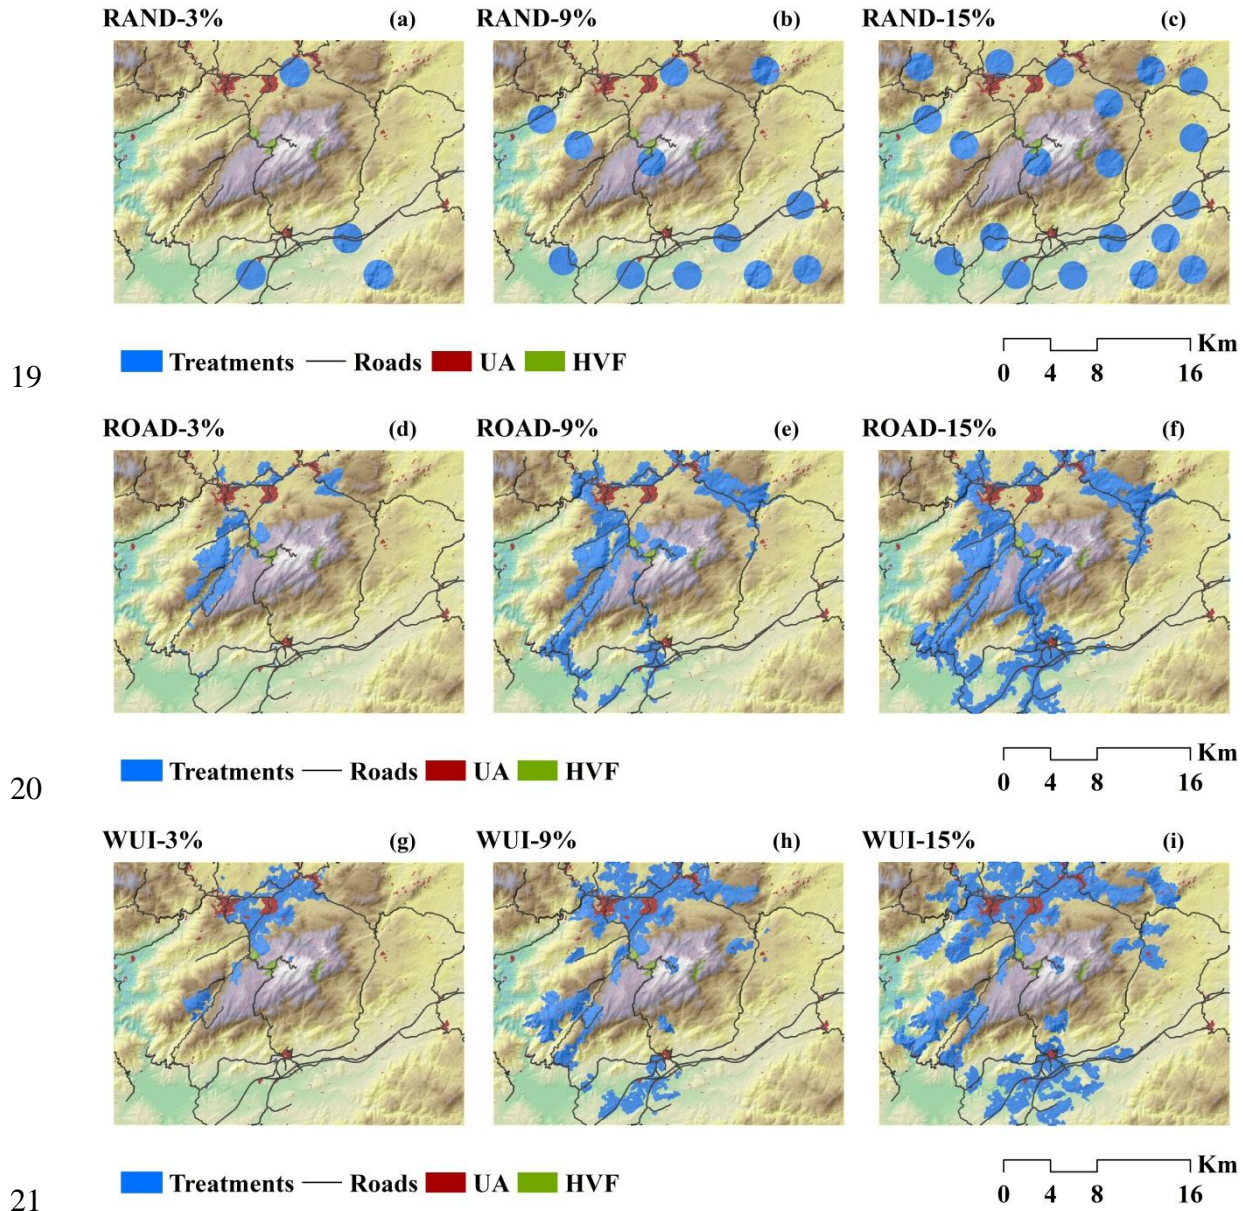 RAND-3% (a) RAND-9% (b) RAND-15% (c)
19 Treatments Roads UA HVF Km
0 4 8 16
ROAD-3% (d) ROAD-9% (e) ROAD-15% (f)
20 Treatments Roads UA HVF Km
0 4 8 16
WUI-3% (g) WUI-9% (h) WUI-15% (i)
21 Treatments Roads UA HVF Km
0 4 8 16